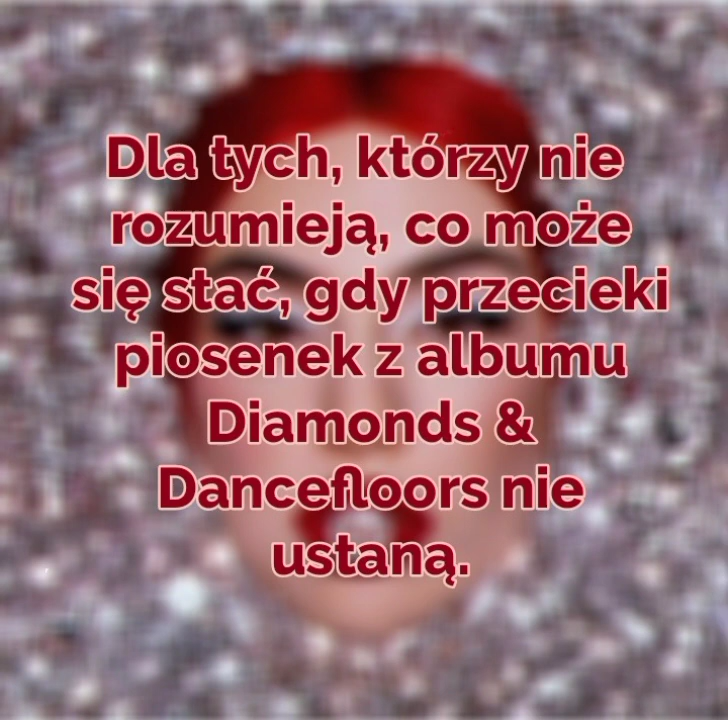 Dla tych, którzy nie
rozumieją, co może
się stać, gdy przecieki
piosenek z albumu
Diamonds &
Dancefloors nie
ustaną.